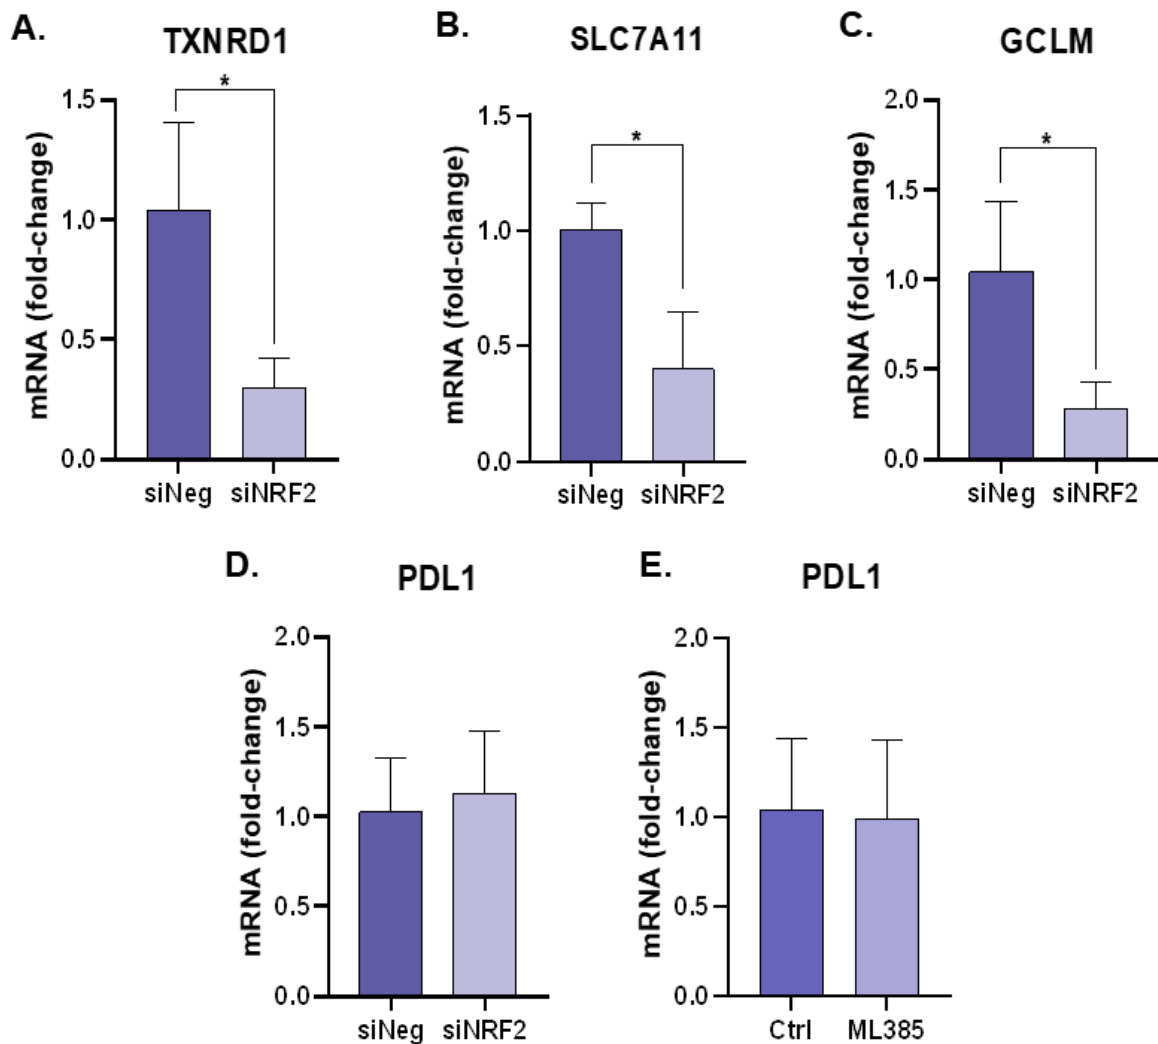 A.
TXNRD1
mRNA (fold-change)
1.5
1.0
0.5
0.0
*
siNeg siNRF2
B.
SLC7A11
mRNA (fold-change)
1.5
1.0
0.5
0.0
*
siNeg siNRF2
C.
GCLM
mRNA (fold-change)
2.0
1.5
1.0
0.5
0.0
*
siNeg siNRF2
D.
PDL1
mRNA (fold-change)
2.0
1.5
1.0
0.5
0.0
siNeg siNRF2
E.
PDL1
mRNA (fold-change)
2.0
1.5
1.0
0.5
0.0
Ctrl ML385